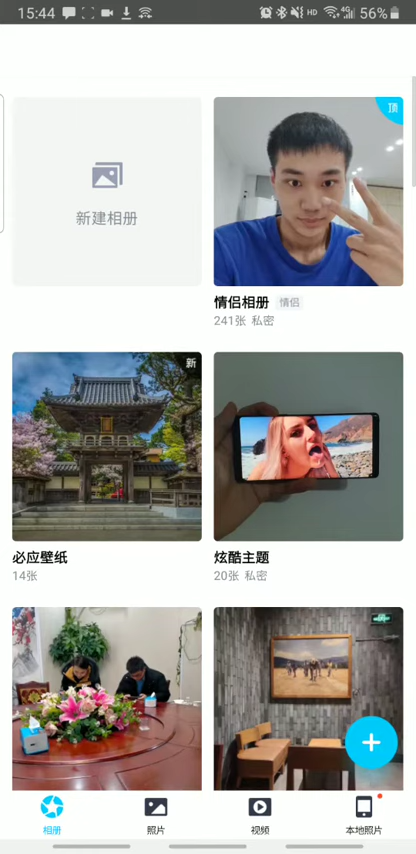 15:44 HD 4G 56%
新建相册
顶
情侣相册 情侣
241张 私密
新
必应壁纸
14张
炫酷主题
20张 私密
相册 照片 视频 本地照片